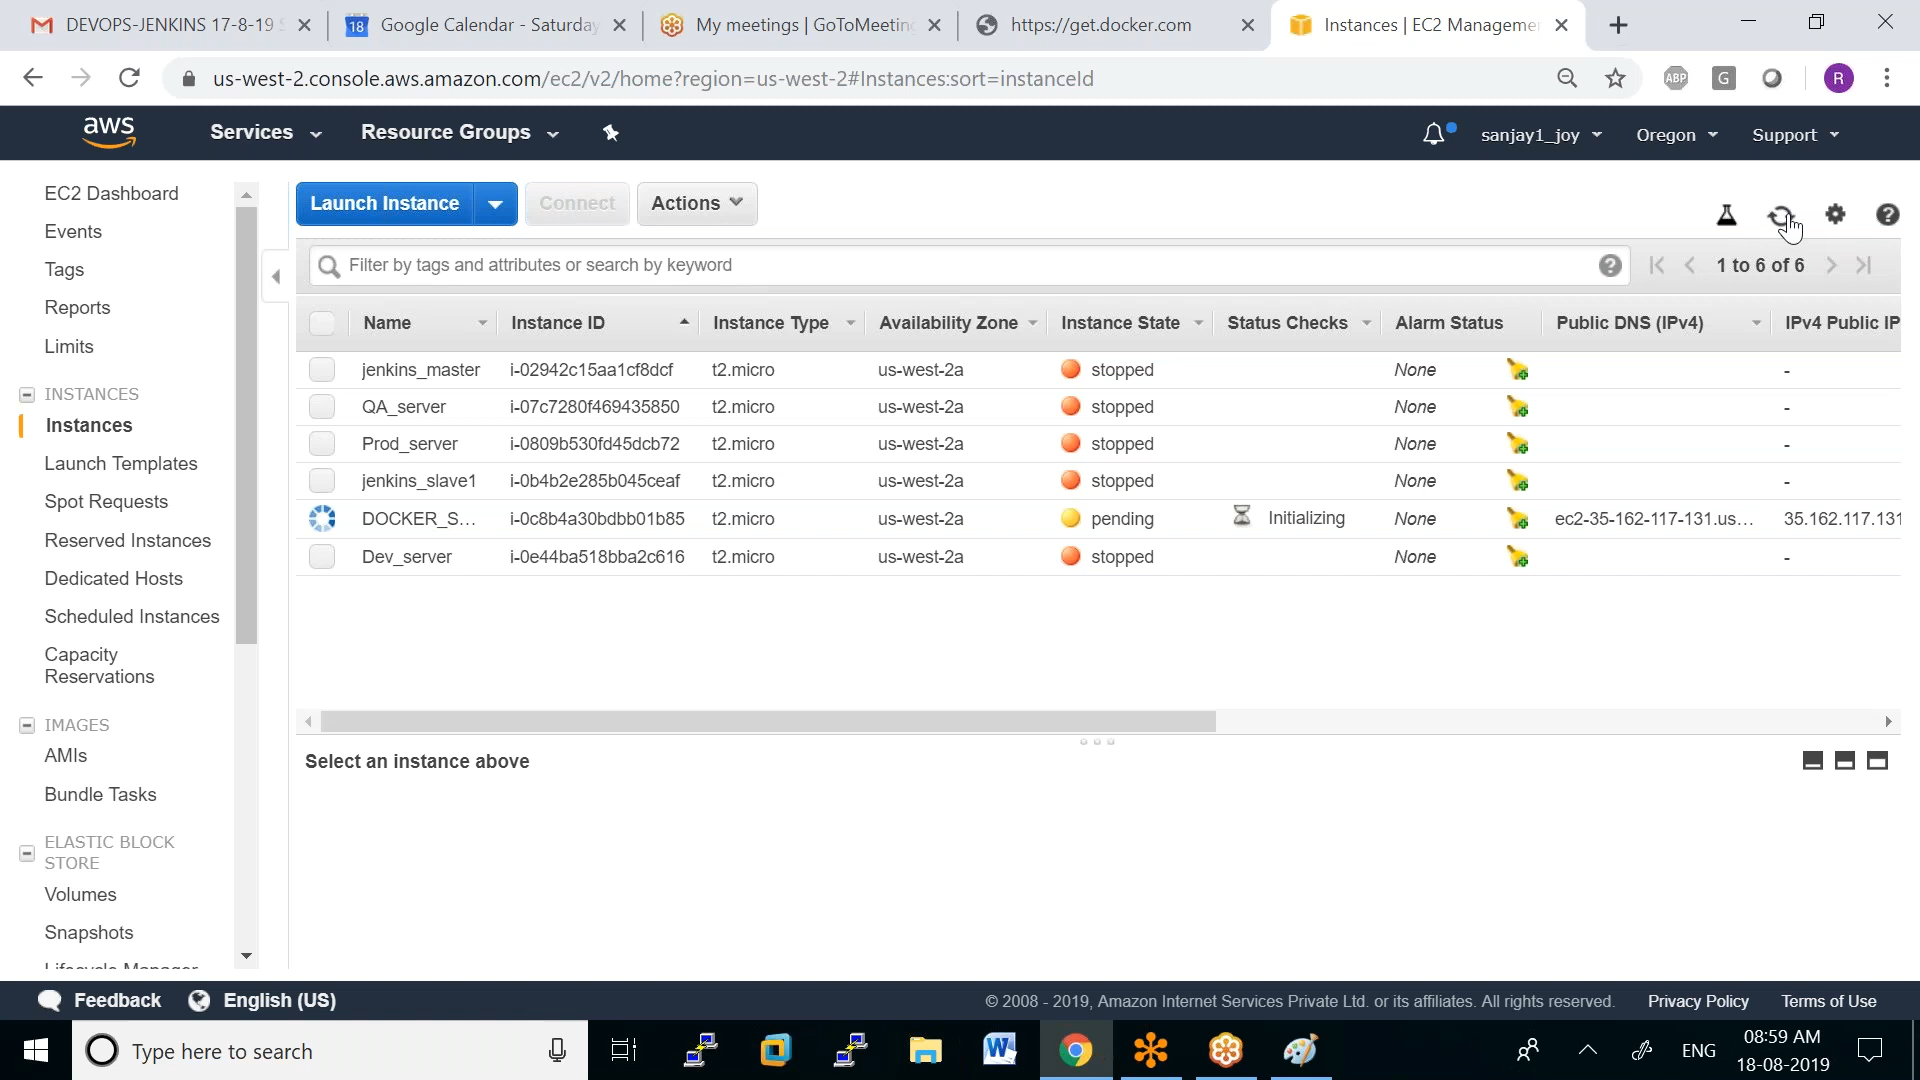 DEVOPS-JENKINS 17-8-19
Google Calendar - Saturday
My meetings | GoToMeeting
https://get.docker.com
Instances | EC2 Managemen
us-west-2.console.aws.amazon.com/ec2/v2/home?region=us-west-2#Instances:sort=instanceId
ABP
G
R
aws
Services
Resource Groups
sanjay1_joy
Oregon
Support
EC2 Dashboard
Events
Tags
Reports
Limits
INSTANCES
Instances
Launch Templates
Spot Requests
Reserved Instances
Dedicated Hosts
Scheduled Instances
Capacity
Reservations
IMAGES
AMIs
Bundle Tasks
ELASTIC BLOCK
STORE
Volumes
Snapshots
Lifecycle Manager
Launch Instance
Connect
Actions
Filter by tags and attributes or search by keyword
1 to 6 of 6
Name Instance ID Instance Type Availability Zone Instance State Status Checks Alarm Status Public DNS (IPv4) IPv4 Public IP
jenkins_master i-02942c15aa1cf8dcf t2.micro us-west-2a stopped None -
QA_server i-07c7280f469435850 t2.micro us-west-2a stopped None -
Prod_server i-0809b530fd45dcb72 t2.micro us-west-2a stopped None -
jenkins_slave1 i-0b4b2e285b045ceaf t2.micro us-west-2a stopped None -
DOCKER_S... i-0c8b4a30bdbb01b85 t2.micro us-west-2a pending Initializing None ec2-35-162-117-131.us... 35.162.117.131
Dev_server i-0e44ba518bba2c616 t2.micro us-west-2a stopped None -
Select an instance above
Feedback
English (US)
© 2008 - 2019, Amazon Internet Services Private Ltd. or its affiliates. All rights reserved.
Privacy Policy
Terms of Use
Type here to search
ENG
08:59 AM
18-08-2019